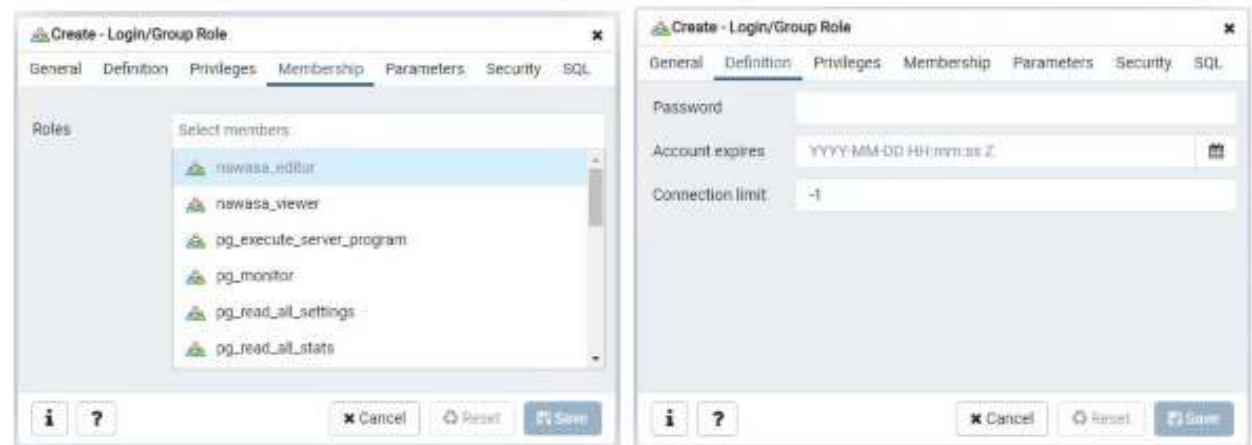 Create - Login/Group Role
General Definition Privileges Membership Parameters Security SQL
Roles
Select members
nawasa_editor
nawasa_viewer
pg_execute_server_program
pg_monitor
pg_read_all_settings
pg_read_all_stats
i ? Cancel Reset Save
Create - Login/Group Role
General Definition Privileges Membership Parameters Security SQL
Password
Account expires YYYY-MM-DD HH:mm:ss Z
Connection limit -1
i ? Cancel Reset Save